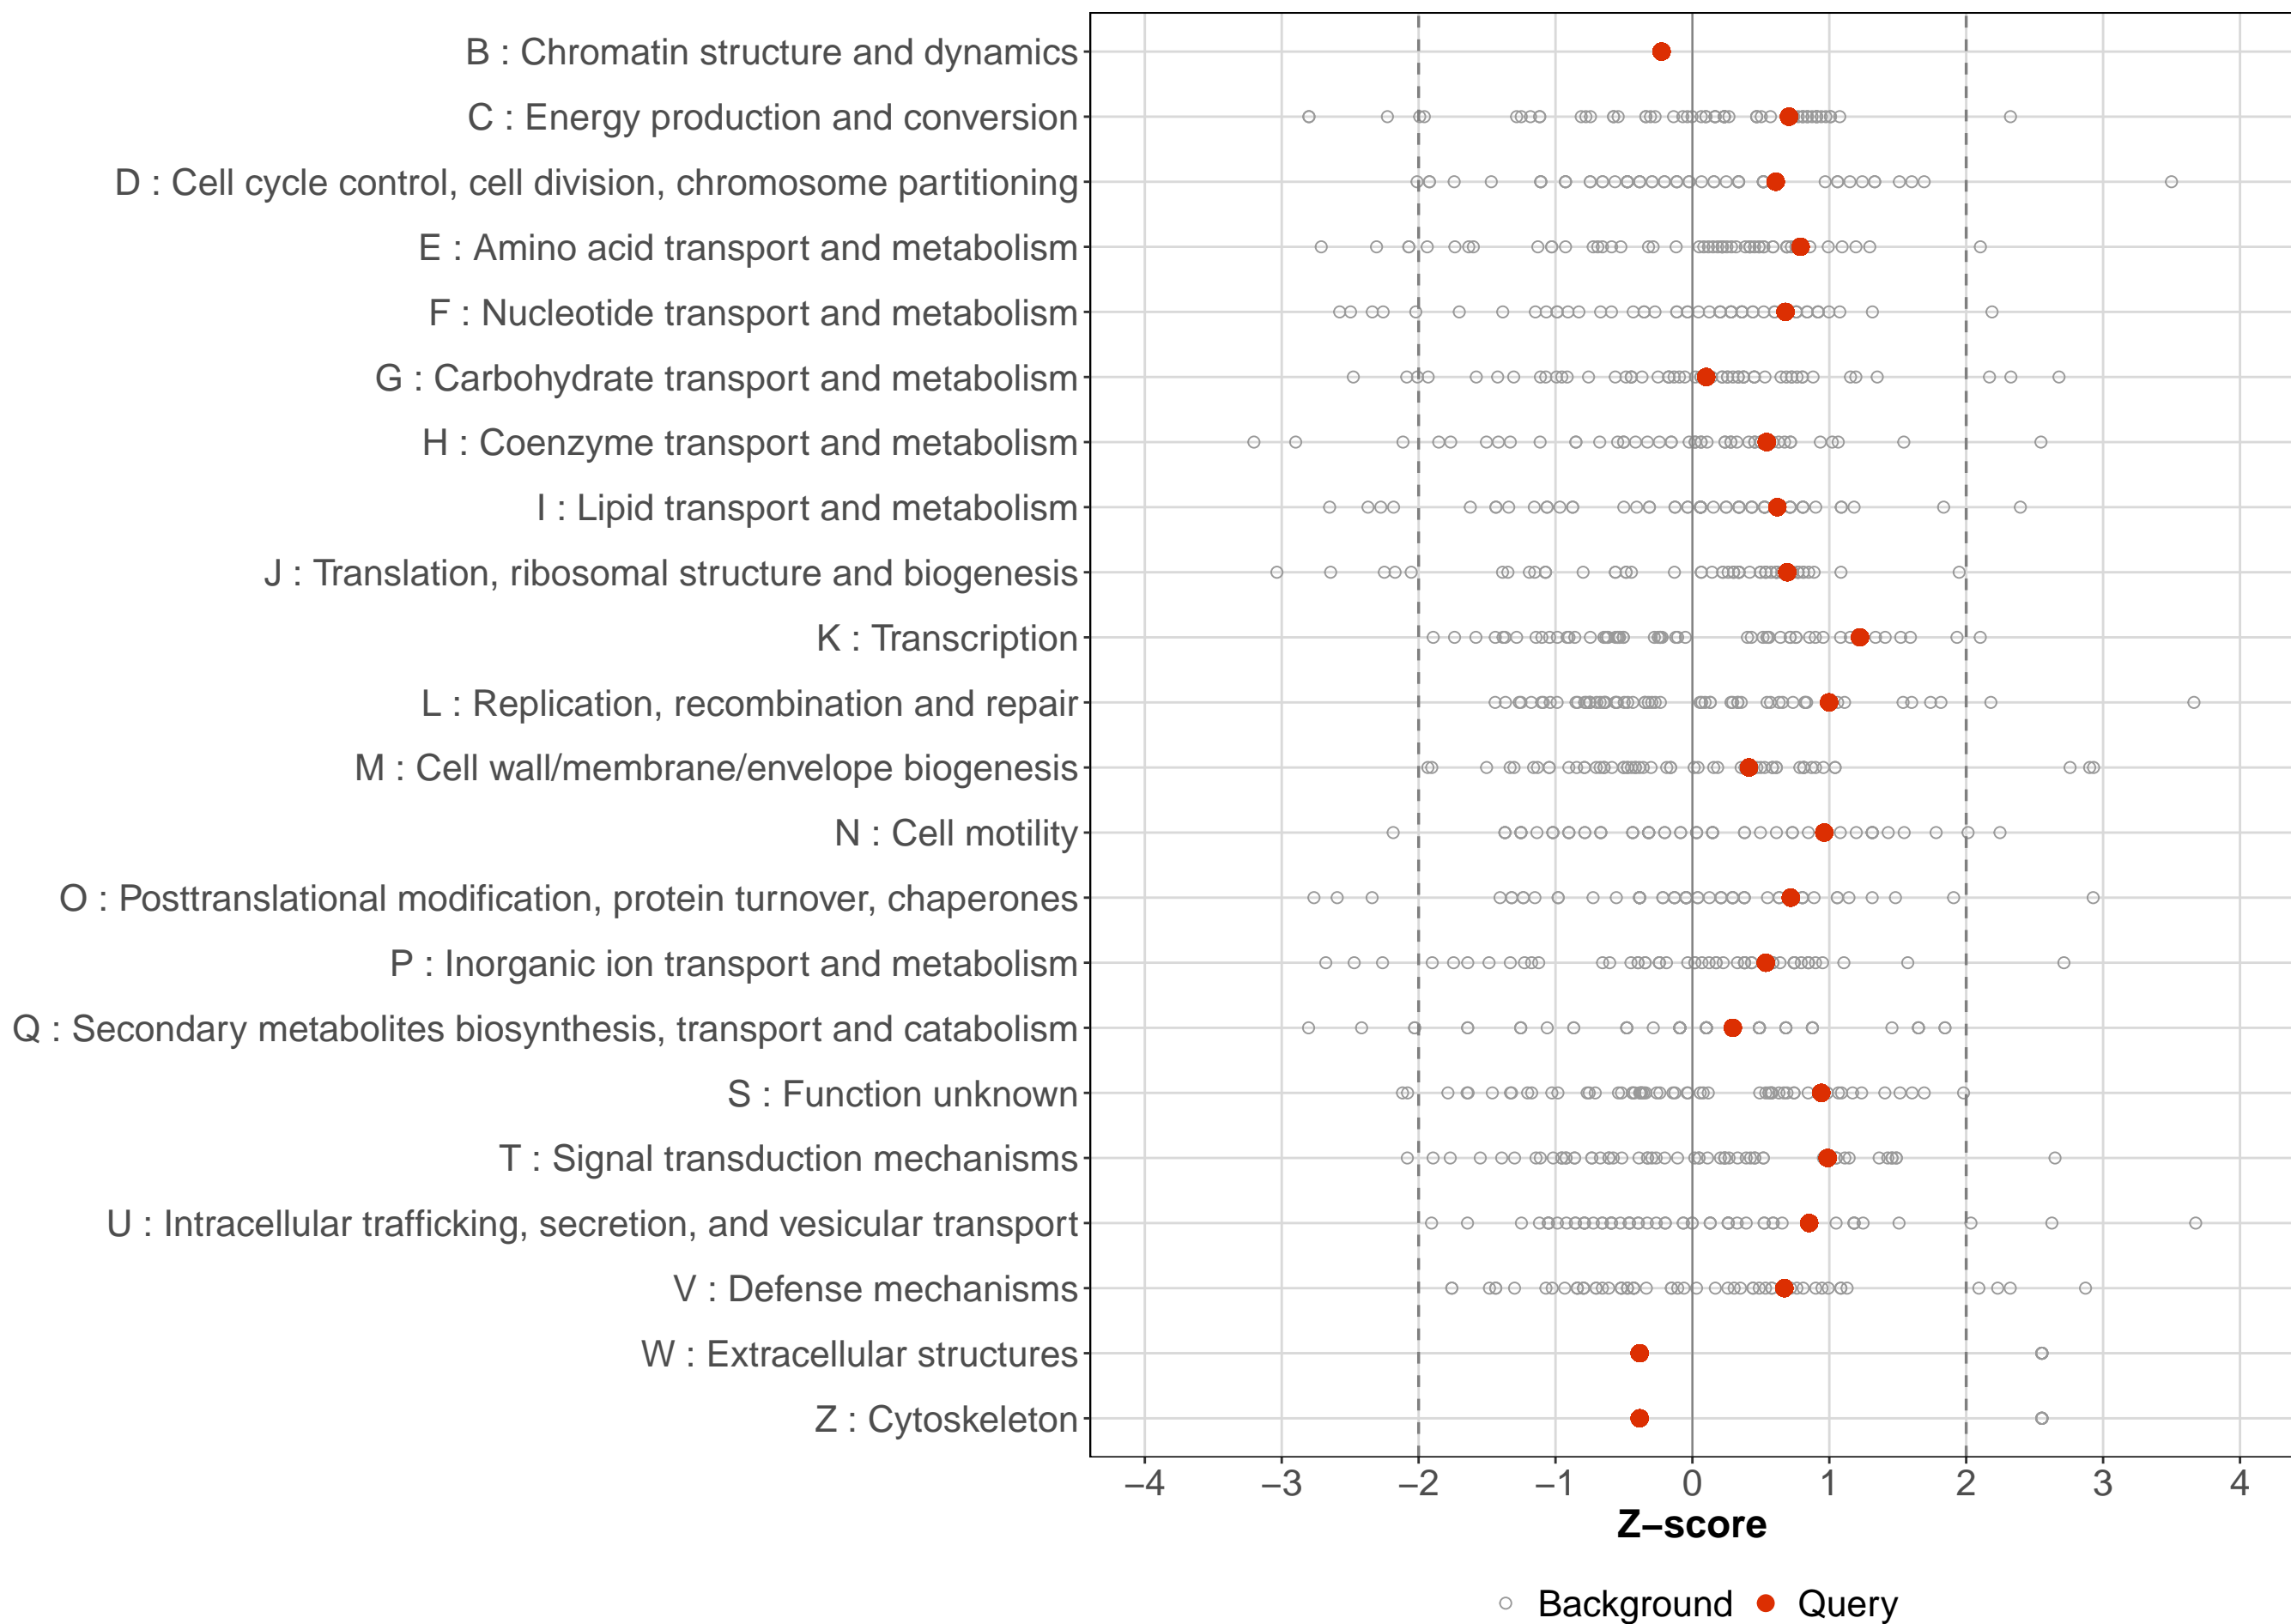 B : Chromatin structure and dynamics
C : Energy production and conversion
D : Cell cycle control, cell division, chromosome partitioning
E : Amino acid transport and metabolism
F : Nucleotide transport and metabolism
G : Carbohydrate transport and metabolism
H : Coenzyme transport and metabolism
I : Lipid transport and metabolism
J : Translation, ribosomal structure and biogenesis
K : Transcription
L : Replication, recombination and repair
M : Cell wall/membrane/envelope biogenesis
N : Cell motility
O : Posttranslational modification, protein turnover, chaperones
P : Inorganic ion transport and metabolism
Q : Secondary metabolites biosynthesis, transport and catabolism
S : Function unknown
T : Signal transduction mechanisms
U : Intracellular trafficking, secretion, and vesicular transport
V : Defense mechanisms
W : Extracellular structures
Z : Cytoskeleton
−4 −3 −2 −1 0 1 2 3 4
Z−score
Background Query